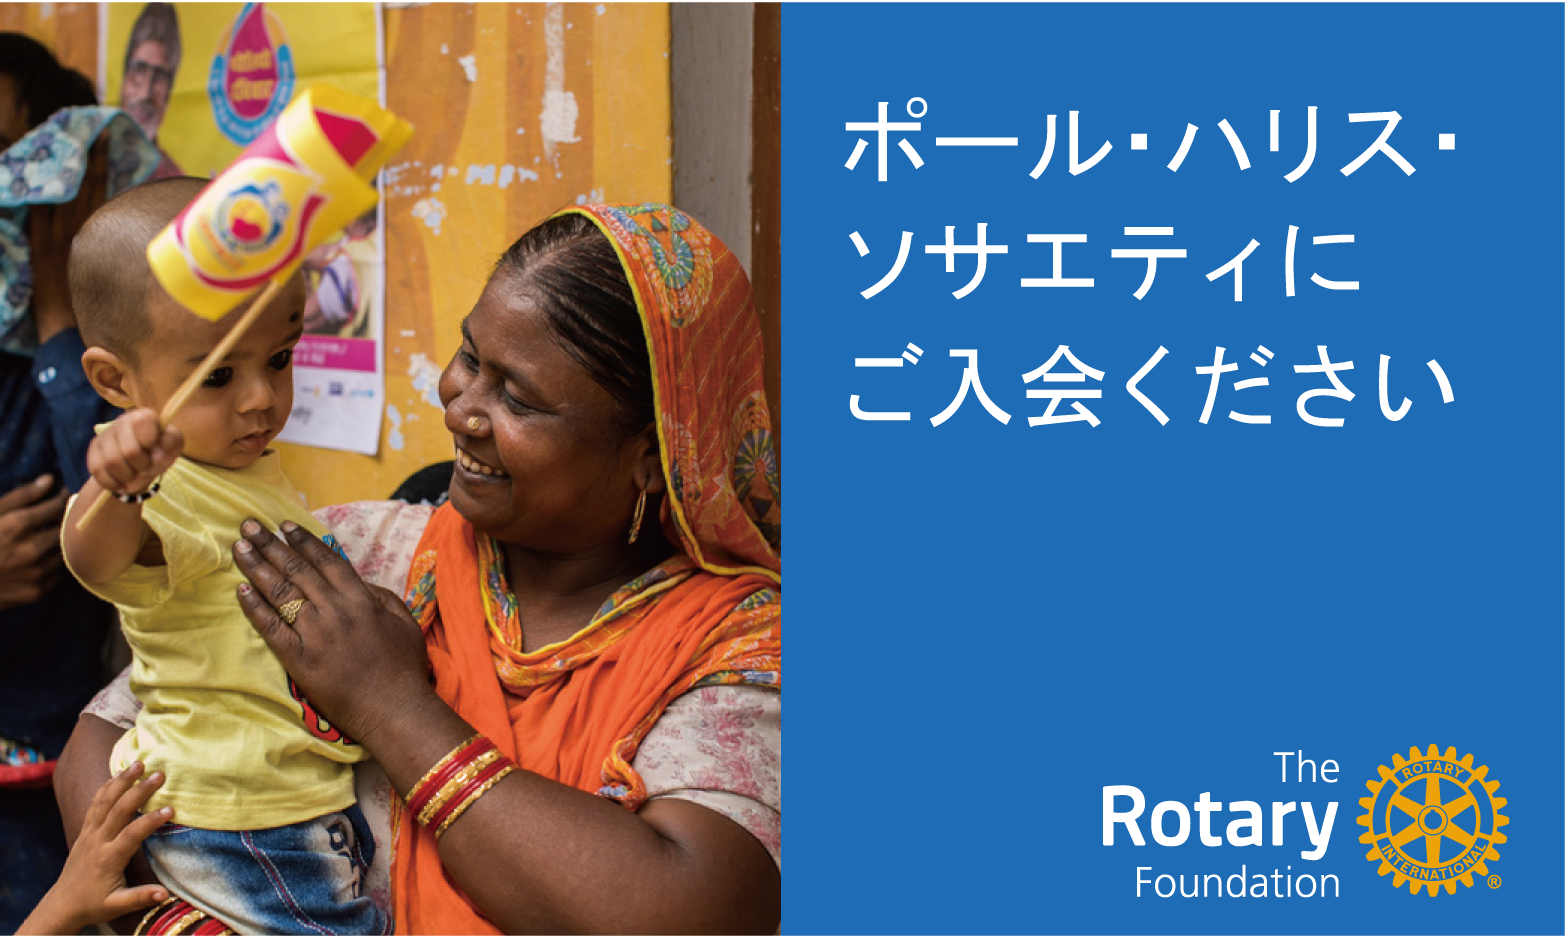 ポール・ハリス・
ソサエティに
ご入会ください
The
Rotary
Foundation
ROTARY
INTERNATIONAL
®